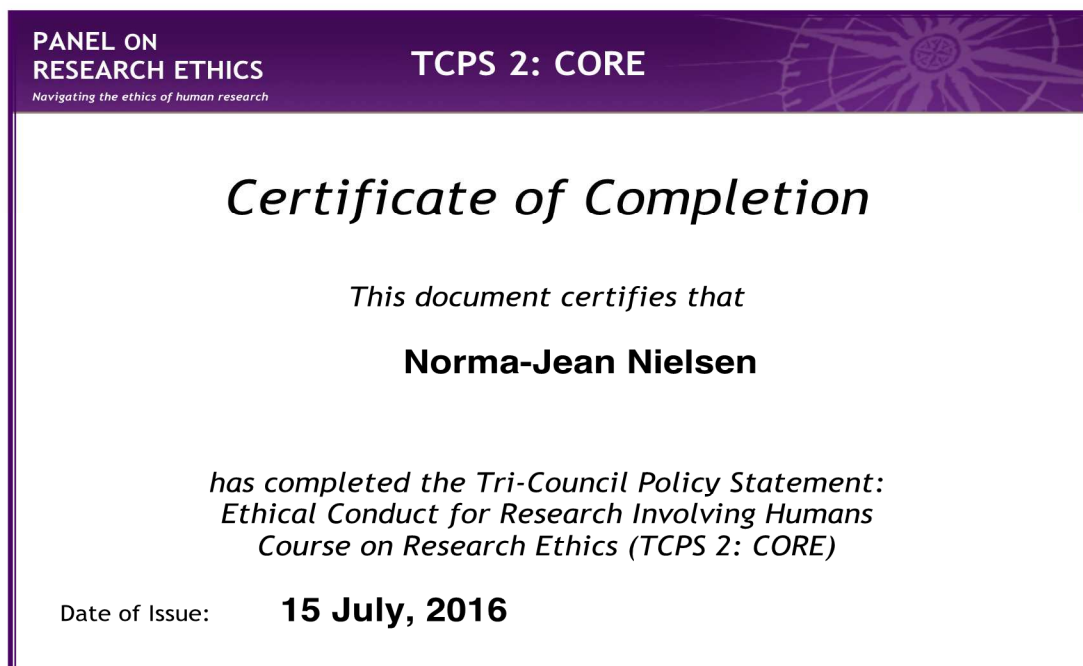 PANEL ON
RESEARCH ETHICS
Navigating the ethics of human research
TCPS 2: CORE
Certificate of Completion
This document certifies that
Norma-Jean Nielsen
has completed the Tri-Council Policy Statement:
Ethical Conduct for Research Involving Humans
Course on Research Ethics (TCPS 2: CORE)
Date of Issue: 15 July, 2016